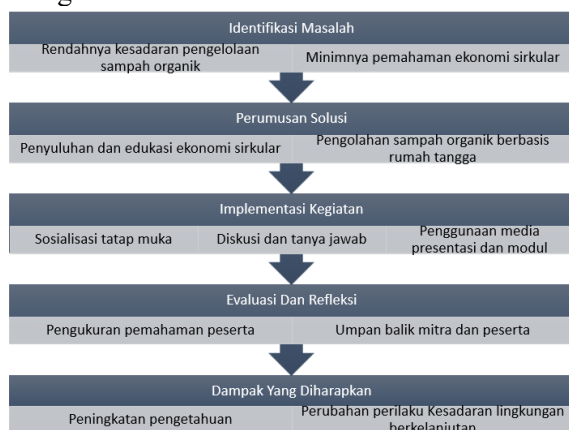 Identifikasi Masalah
Rendahnya kesadaran pengelolaan
sampah organik
Minimnya pemahaman ekonomi sirkular
Perumusan Solusi
Penyuluhan dan edukasi ekonomi sirkular
Pengolahan sampah organik berbasis
rumah tangga
Implementasi Kegiatan
Sosialisasi tatap muka
Diskusi dan tanya jawab
Penggunaan media
presentasi dan modul
Evaluasi Dan Refleksi
Pengukuran pemahaman peserta
Umpan balik mitra dan peserta
Dampak Yang Diharapkan
Peningkatan pengetahuan
Perubahan perilaku Kesadaran lingkungan
berkelanjutan